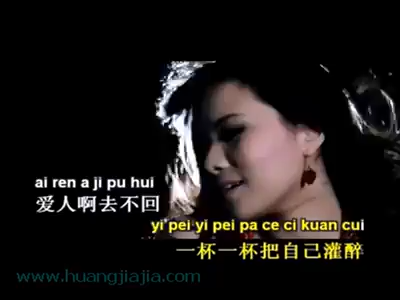 ai ren a ji pu hui
爱人啊去不回
yi pei yi pei pa ce ci kuan cui
一杯一杯把自己灌醉
www.huangjiajia.com